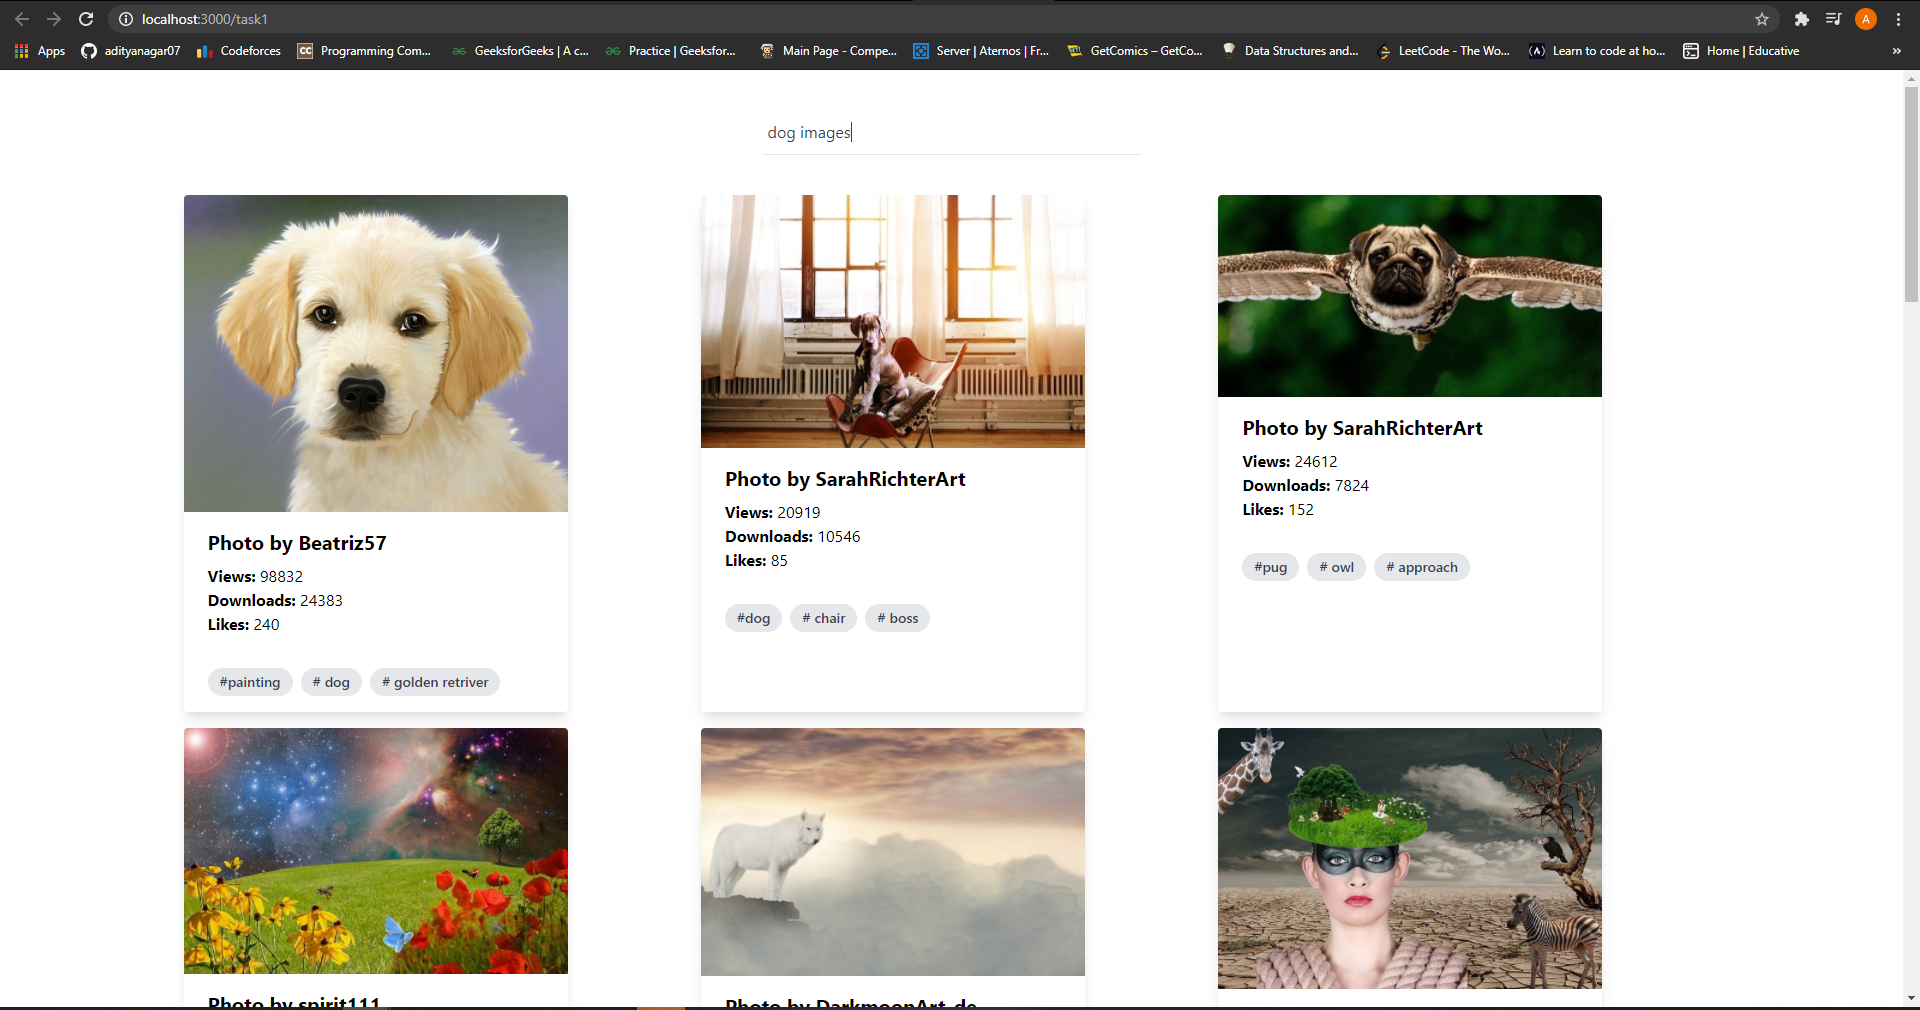 localhost:3000/task1
A
Apps
adityanagar07
Codeforces
CC Programming Com...
GeeksforGeeks | A c...
Practice | Geeksfor...
Main Page - Compe...
Server | Aternos | Fr...
GetComics – GetCo...
Data Structures and...
LeetCode - The Wo...
Learn to code at ho...
Home | Educative
»
dog images
Photo by Beatriz57
Views: 98832
Downloads: 24383
Likes: 240
#painting # dog # golden retriver
Photo by SarahRichterArt
Views: 20919
Downloads: 10546
Likes: 85
#dog # chair # boss
Photo by SarahRichterArt
Views: 24612
Downloads: 7824
Likes: 152
#pug # owl # approach
Photo by spirit111
Photo by DarkmoonArt_de